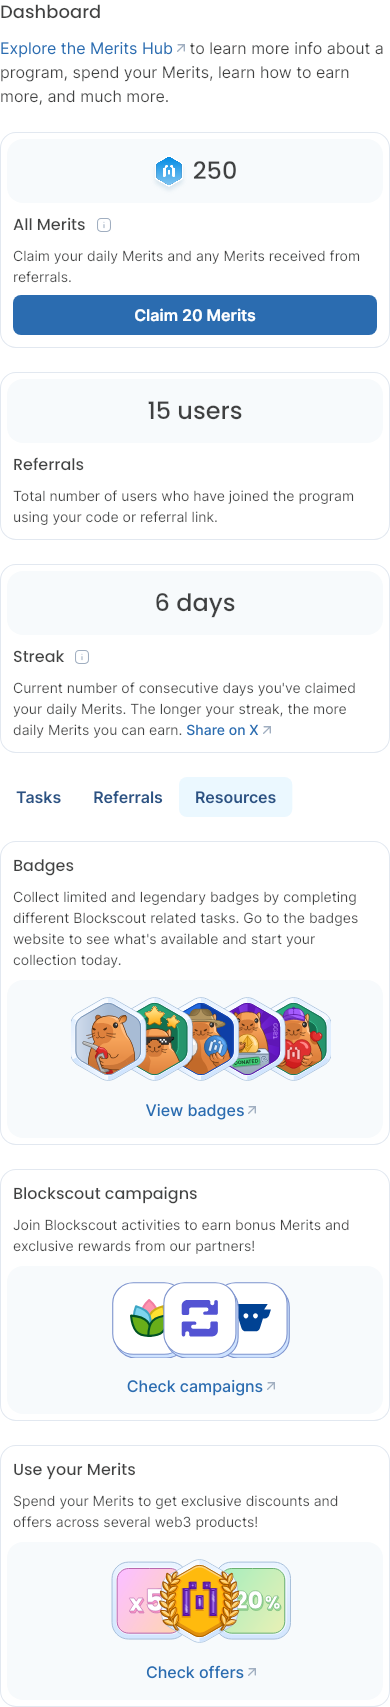 Dashboard
Explore the Merits Hub to learn more info about a
program, spend your Merits, learn how to earn
more, and much more.
250
All Merits
Claim your daily Merits and any Merits received from
referrals.
Claim 20 Merits
15 users
Referrals
Total number of users who have joined the program
using your code or referral link.
6 days
Streak
Current number of consecutive days you've claimed
your daily Merits. The longer your streak, the more
daily Merits you can earn. Share on X
Tasks Referrals Resources
Badges
Collect limited and legendary badges by completing
different Blockscout related tasks. Go to the badges
website to see what's available and start your
collection today.
View badges
Blockscout campaigns
Join Blockscout activities to earn bonus Merits and
exclusive rewards from our partners!
Check campaigns
Use your Merits
Spend your Merits to get exclusive discounts and
offers across several web3 products!
x5 20%
Check offers